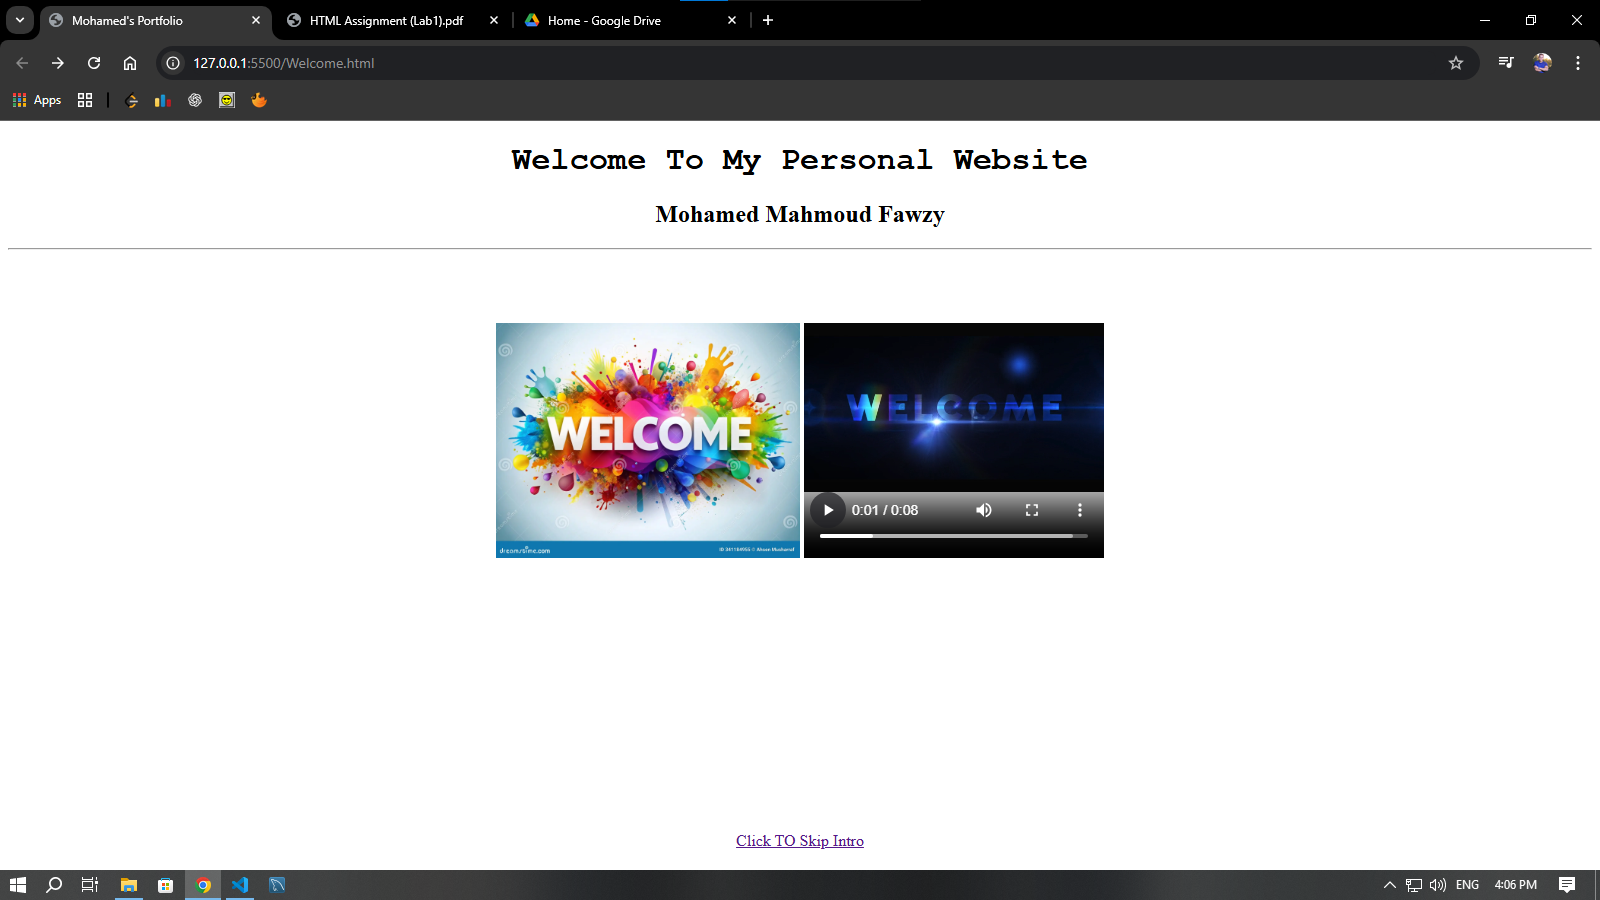 Mohamed's Portfolio
HTML Assignment (Lab1).pdf
Home - Google Drive
127.0.0.1:5500/Welcome.html
Apps
Welcome To My Personal Website
Mohamed Mahmoud Fawzy
WELCOME
dreamstime.com
WELCOME
0:01 / 0:08
Click TO Skip Intro
ENG
4:06 PM